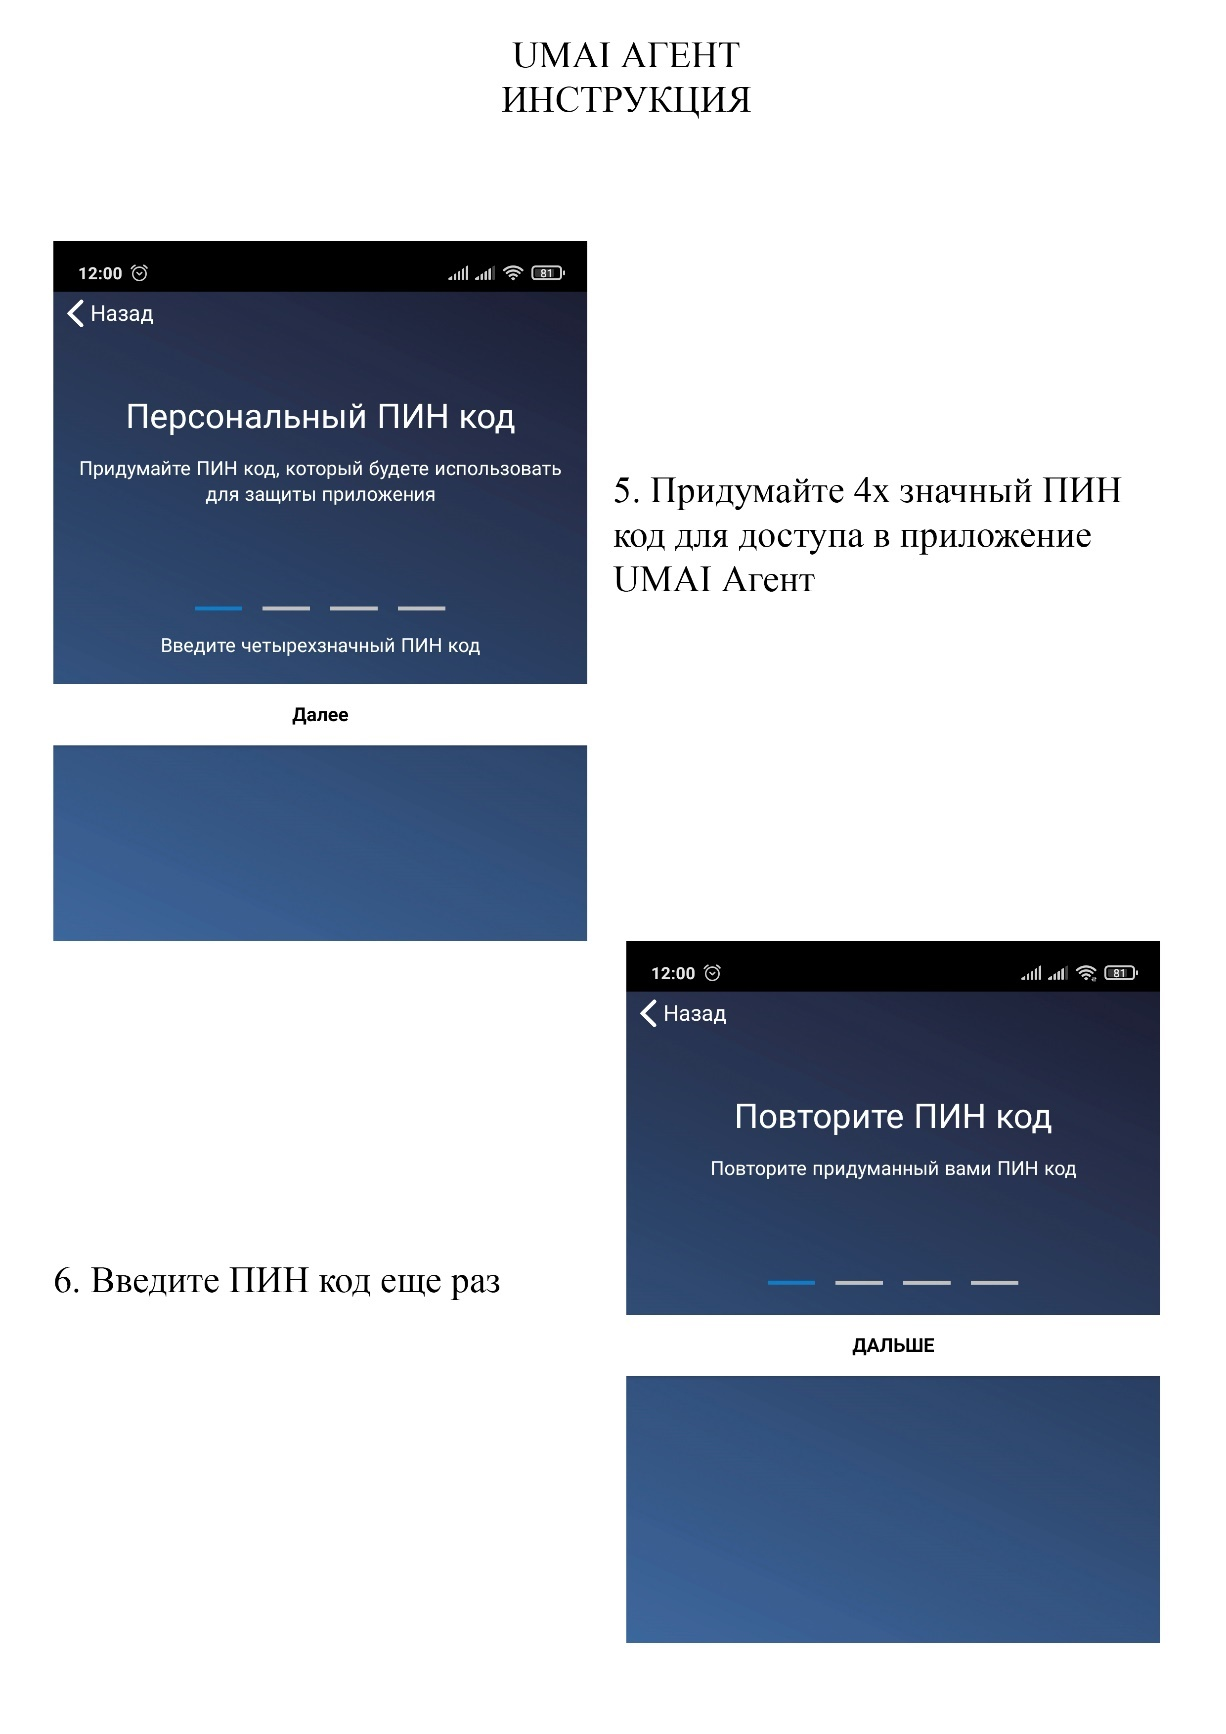 UMAI АГЕНТ
ИНСТРУКЦИЯ
12:00
81
Назад
Персональный ПИН код
Придумайте ПИН код, который будете использовать
для защиты приложения
Введите четырехзначный ПИН код
Далее
5. Придумайте 4х значный ПИН
код для доступа в приложение
UMAI Агент
12:00
81
Назад
Повторите ПИН код
Повторите придуманный вами ПИН код
ДАЛЬШЕ
6. Введите ПИН код еще раз